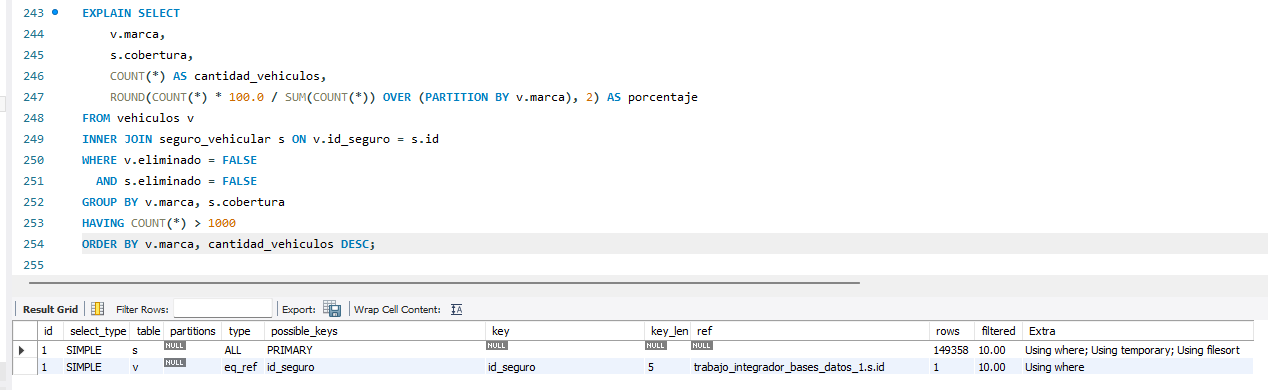 243 EXPLAIN SELECT
244 v.marca,
245 s.cobertura,
246 COUNT(*) AS cantidad_vehiculos,
247 ROUND(COUNT(*) * 100.0 / SUM(COUNT(*)) OVER (PARTITION BY v.marca), 2) AS porcentaje
248 FROM vehiculos v
249 INNER JOIN seguro_vehicular s ON v.id_seguro = s.id
250 WHERE v.eliminado = FALSE
251 AND s.eliminado = FALSE
252 GROUP BY v.marca, s.cobertura
253 HAVING COUNT(*) > 1000
254 ORDER BY v.marca, cantidad_vehiculos DESC;
255
Result Grid Filter Rows: Export: Wrap Cell Content: IA
id select_type table partitions type possible_keys key key_len ref rows filtered Extra
1 SIMPLE s NULL ALL PRIMARY NULL NULL NULL 149358 10.00 Using where; Using temporary; Using filesort
1 SIMPLE v NULL eq_ref id_seguro id_seguro 5 trabajo_integrador_bases_datos_1.s.id 1 10.00 Using where